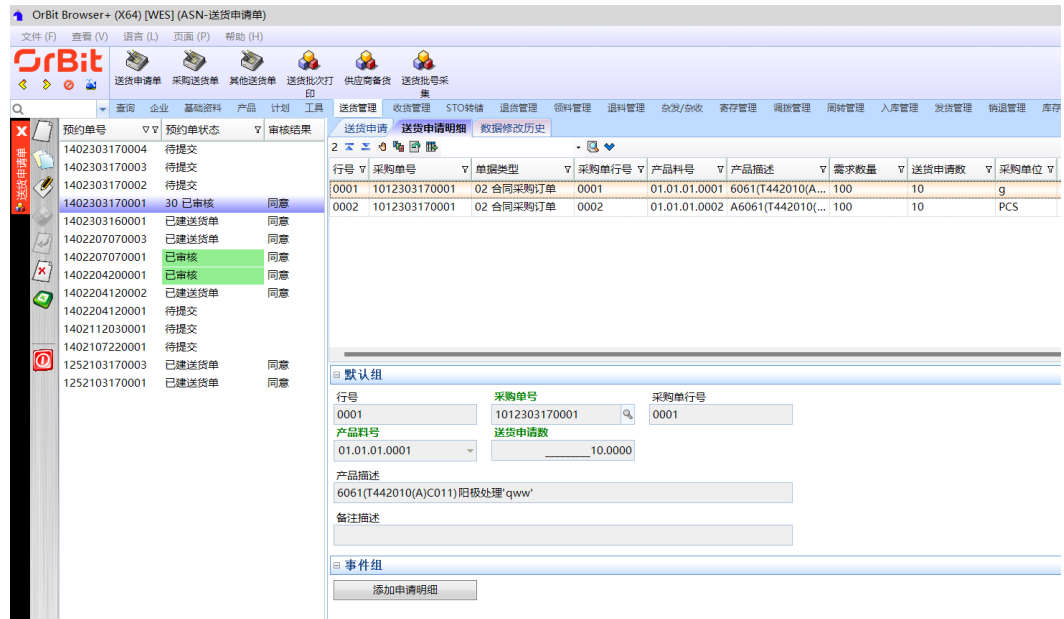 OrBit Browser+ (X64) [WES] (ASN-送货申请单)
文件 (F) 查看 (V) 语言 (L) 页面 (P) 帮助 (H)
OrBit
送货申请单 采购送货单 其他送货单 送货批次打印 供应商备货 送货批号采集
查询 企业 基础资料 产品 计划 工具 送货管理 收货管理 STO转储 退货管理 领料管理 退料管理 杂发/杂收 寄存管理 调拨管理 周转管理 入库管理 发货管理 销退管理 库存
送货申请单
预约单号 预约单状态 审核结果
1402303170004 待提交
1402303170003 待提交
1402303170002 待提交
1402303170001 30 已审核 同意
1402303160001 已建送货单 同意
1402207070003 已建送货单 同意
1402207070001 已审核 同意
1402204200001 已审核 同意
1402204120002 已建送货单 同意
1402204120001 待提交
1402112030001 待提交
1402107220001 待提交
1252103170003 已建送货单 同意
1252103170001 已建送货单 同意
送货申请 送货申请明细 数据修改历史
2
行号 采购单号 单据类型 采购单行号 产品料号 产品描述 需求数量 送货申请数 采购单位
0001 1012303170001 02 合同采购订单 0001 01.01.01.0001 6061(T442010(A... 100 10 g
0002 1012303170001 02 合同采购订单 0002 01.01.01.0002 A6061(T442010(... 100 10 PCS
默认组
行号 采购单号 采购单行号
0001 1012303170001 0001
产品料号 送货申请数
01.01.01.0001 _________10.0000
产品描述
6061(T442010(A)C011)阳极处理'qww'
备注描述
事件组
添加申请明细